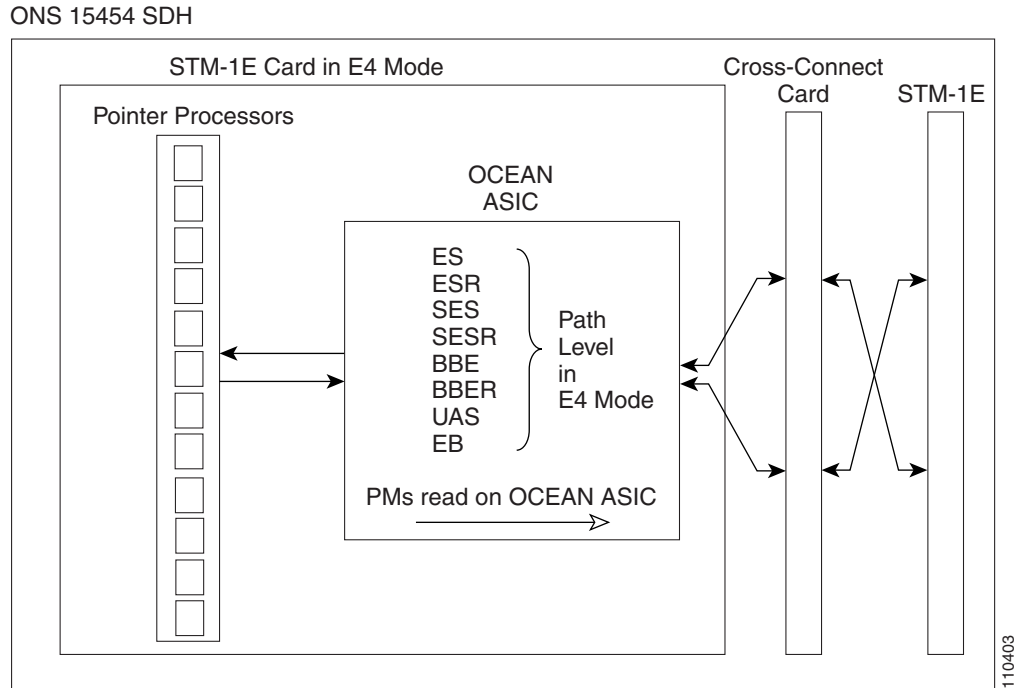 ONS 15454 SDH
STM-1E Card in E4 Mode
Cross-Connect
Card
STM-1E
Pointer Processors
OCEAN
ASIC
ES
ESR
SES
SESR
BBE
BBER
UAS
EB
Path
Level
in
E4 Mode
PMs read on OCEAN ASIC
110403